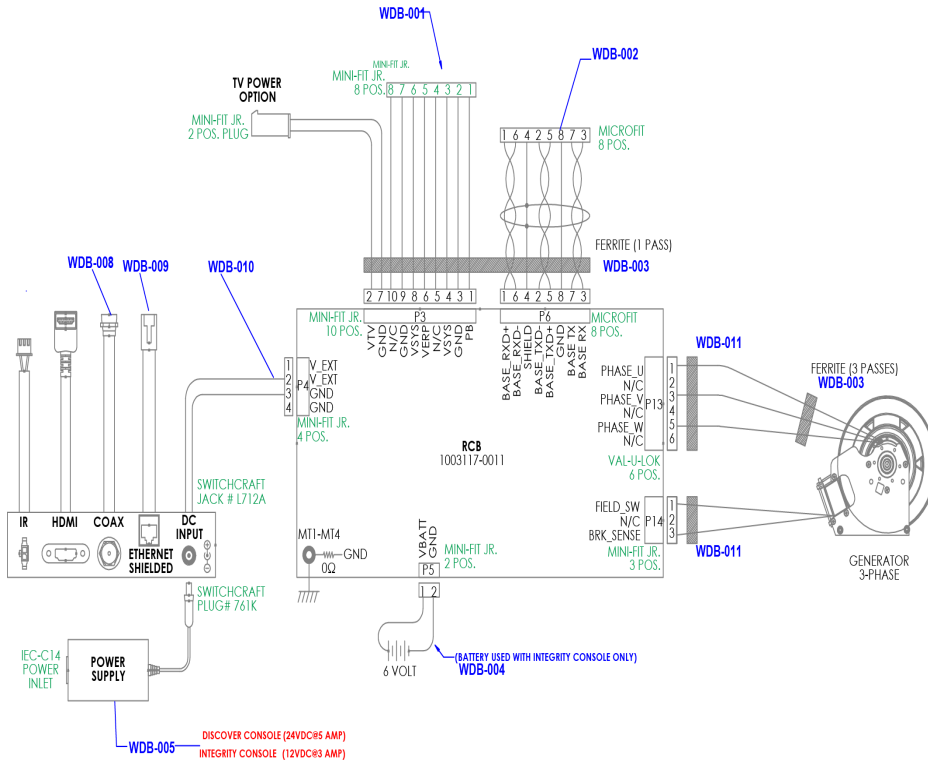 WDB-001
MINI-FIT JR.
MINI-FIT JR.
8 POS.
8 7 6 5 4 3 2 1
TV POWER
OPTION
MINI-FIT JR.
2 POS. PLUG
WDB-002
1 6 4 2 5 8 7 3
MICROFIT
8 POS.
FERRITE (1 PASS)
WDB-003
WDB-008
WDB-009
WDB-010
2 7 10 9 8 6 5 4 3 1
P3
MINI-FIT JR.
10 POS.
VTV
GND
N/C
GND
VSYS
VERP
N/C
VSYS
GND
PB
1 6 4 2 5 8 7 3
P6
MICROFIT
8 POS.
BASE_RXD+
BASE_RXD-
SHIELD
BASE_TXD-
BASE_TXD+
GND
BASE TX
BASE RX
1 V_EXT
2 V_EXT
3 GND
4 GND
P4
MINI-FIT JR.
4 POS.
WDB-011
PHASE_U 1
N/C 2
PHASE_V 3
N/C 4
PHASE_W 5
N/C 6
P13
VAL-U-LOK
6 POS.
FERRITE (3 PASSES)
WDB-003
RCB
1003117-0011
SWITCHCRAFT
JACK # L712A
IR
HDMI
COAX
ETHERNET
SHIELDED
DC
INPUT
MT1-MT4
GND
0Ω
VBATT
GND
MINI-FIT JR.
2 POS.
P5
1 2
FIELD_SW 1
N/C 2
BRK_SENSE 3
P14
MINI-FIT JR.
3 POS.
WDB-011
GENERATOR
3-PHASE
SWITCHCRAFT
PLUG# 761K
IEC-C14
POWER
INLET
POWER
SUPPLY
6 VOLT
(BATTERY USED WITH INTEGRITY CONSOLE ONLY)
WDB-004
WDB-005
DISCOVER CONSOLE (24VDC@5 AMP)
INTEGRITY CONSOLE (12VDC@3 AMP)